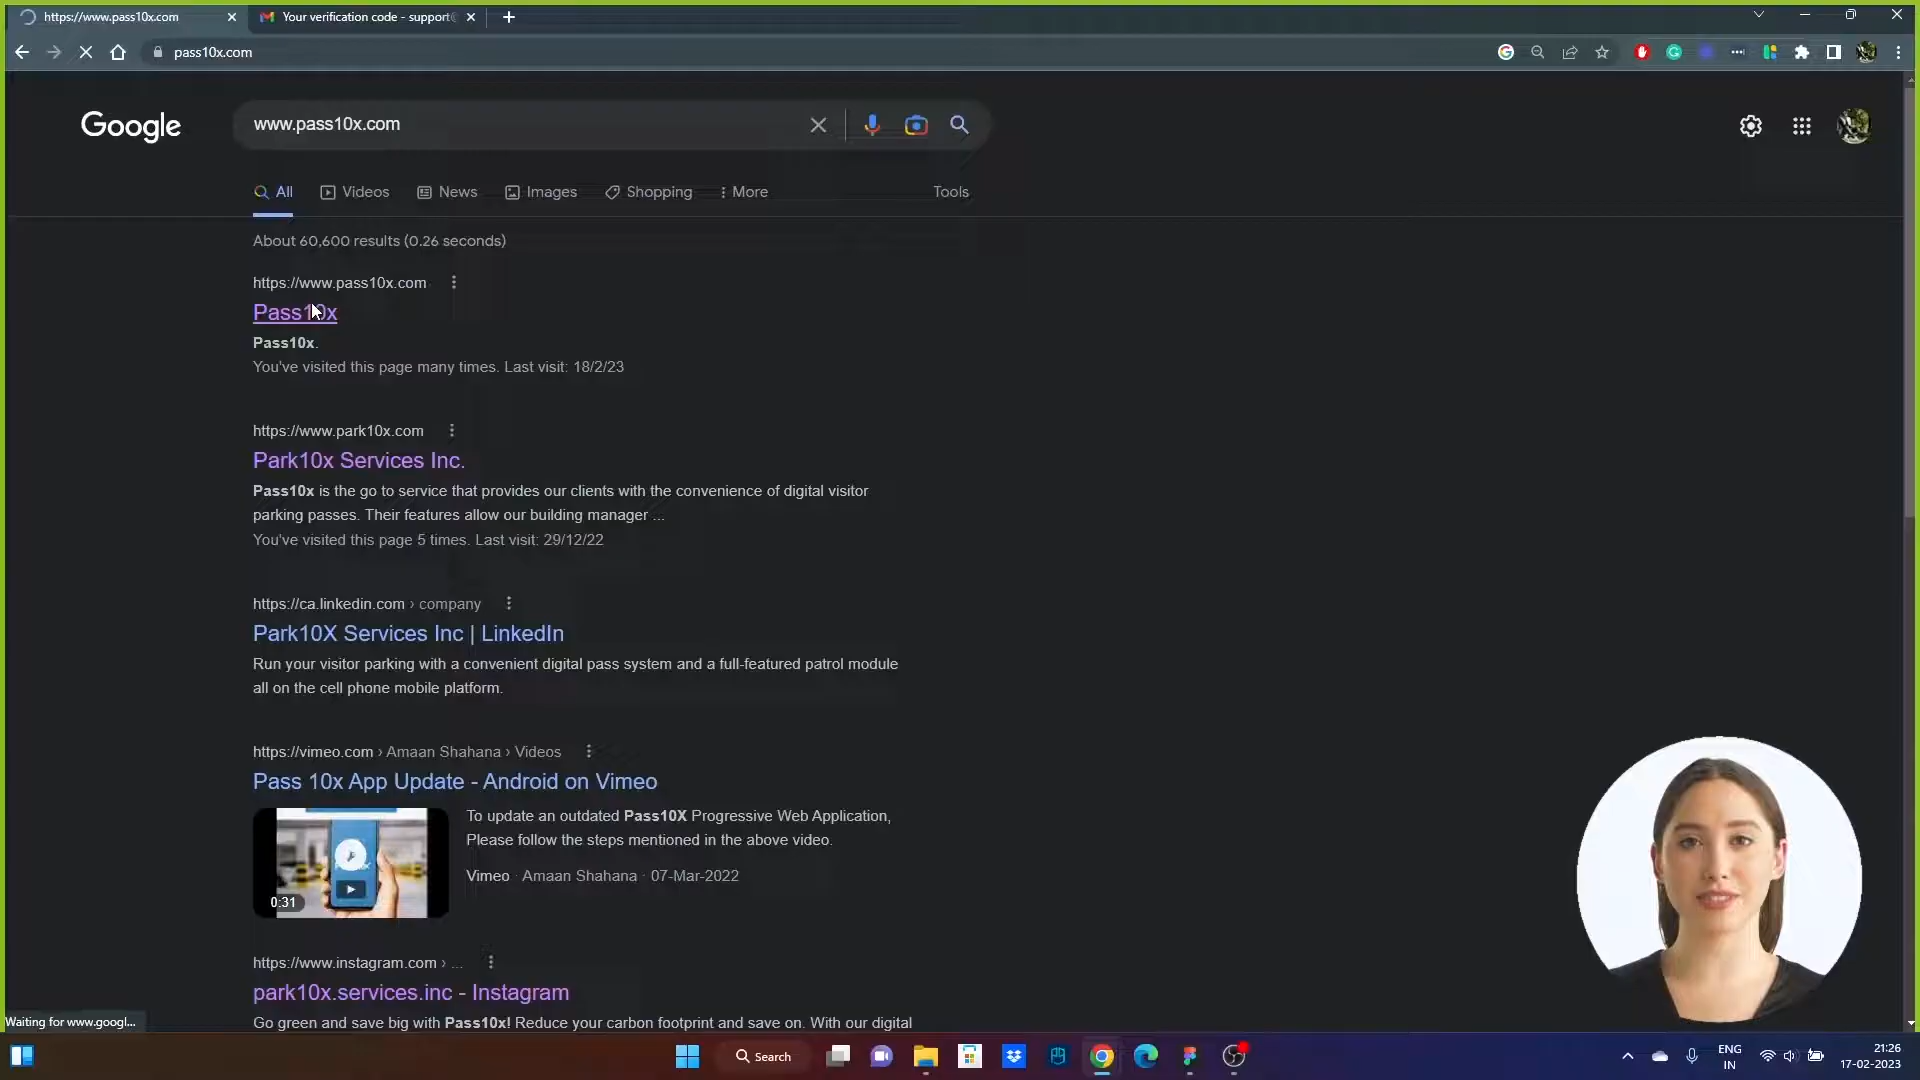 https://www.pass10x.com
Your verification code - support
pass10x.com
Google
www.pass10x.com
All
Videos
News
Images
Shopping
More
Tools
About 60,600 results (0.26 seconds)
https://www.pass10x.com
Pass10x
Pass10x.
You've visited this page many times. Last visit: 18/2/23
https://www.park10x.com
Park10x Services Inc.
Pass10x is the go to service that provides our clients with the convenience of digital visitor
parking passes. Their features allow our building manager ...
You've visited this page 5 times. Last visit: 29/12/22
https://ca.linkedin.com › company
Park10X Services Inc | LinkedIn
Run your visitor parking with a convenient digital pass system and a full-featured patrol module
all on the cell phone mobile platform.
https://vimeo.com › Amaan Shahana › Videos
Pass 10x App Update - Android on Vimeo
To update an outdated Pass10X Progressive Web Application,
Please follow the steps mentioned in the above video.
0:31
Vimeo · Amaan Shahana · 07-Mar-2022
https://www.instagram.com › ...
park10x.services.inc - Instagram
Go green and save big with Pass10x! Reduce your carbon footprint and save on. With our digital
Waiting for www.googl...
Search
ENG
IN
21:26
17-02-2023